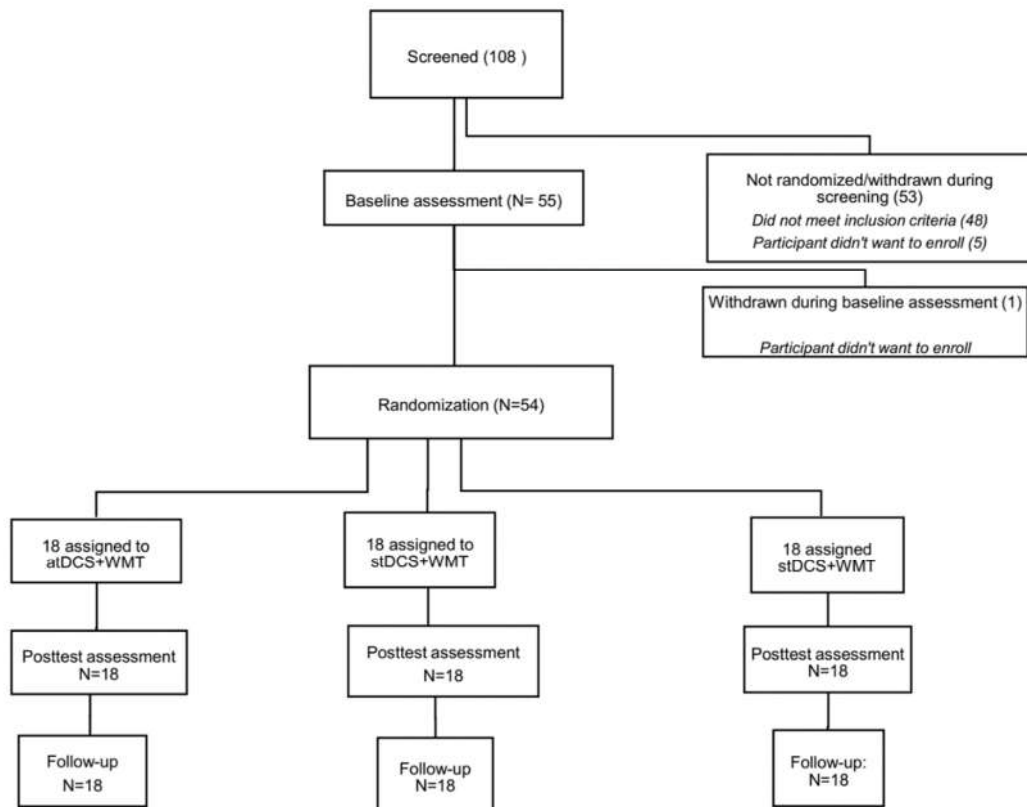 Screened (108 )
Not randomized/withdrawn during
screening (53)
Did not meet inclusion criteria (48)
Participant didn't want to enroll (5)
Baseline assessment (N= 55)
Withdrawn during baseline assessment (1)
Participant didn't want to enroll
Randomization (N=54)
18 assigned to
atDCS+WMT
18 assigned to
stDCS+WMT
18 assigned
stDCS+WMT
Posttest assessment
N=18
Posttest assessment
N=18
Posttest assessment
N=18
Follow-up
N=18
Follow-up
N=18
Follow-up:
N=18